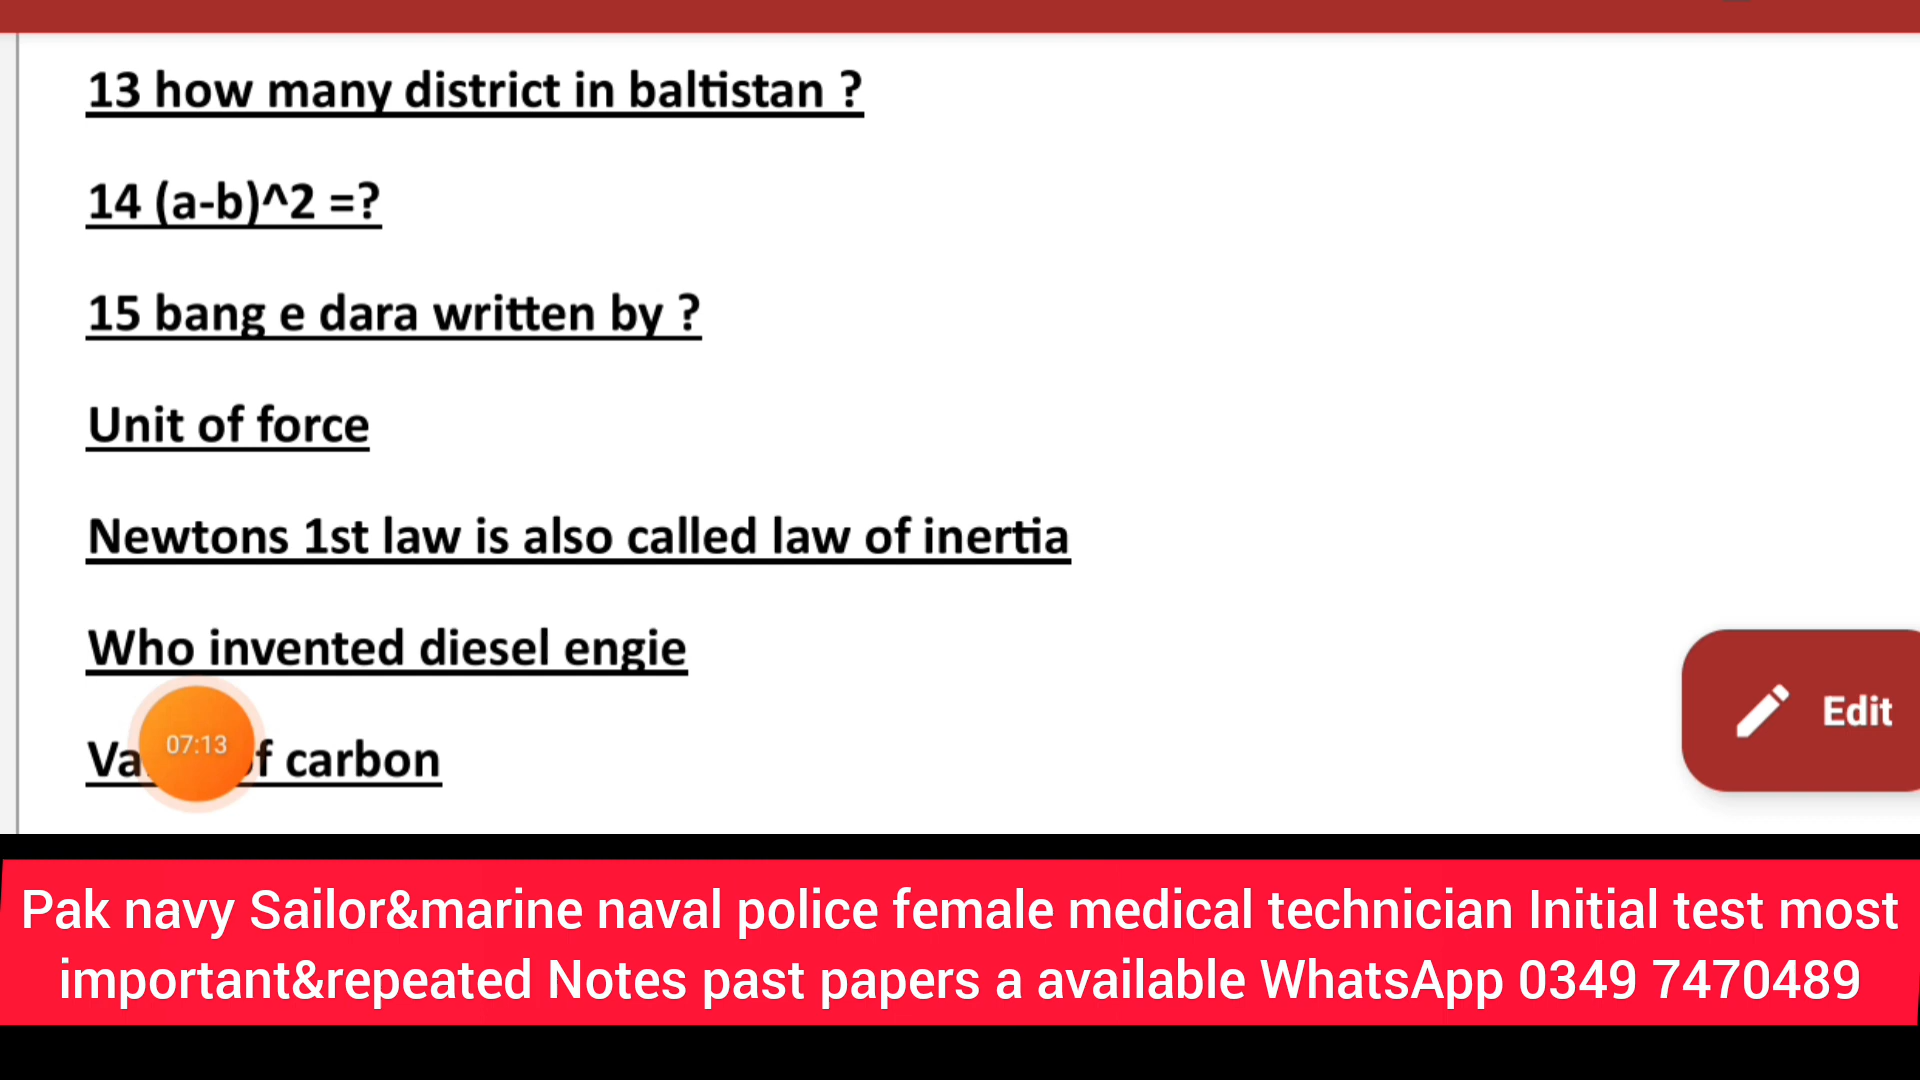 13 how many district in baltistan ?
14 (a-b)^2 =?
15 bang e dara written by ?
Unit of force
Newtons 1st law is also called law of inertia
Who invented diesel engie
07:13
carbon
Edit
Pak navy Sailor&marine naval police female medical technician Initial test most
important&repeated Notes past papers a available WhatsApp 0349 7470489